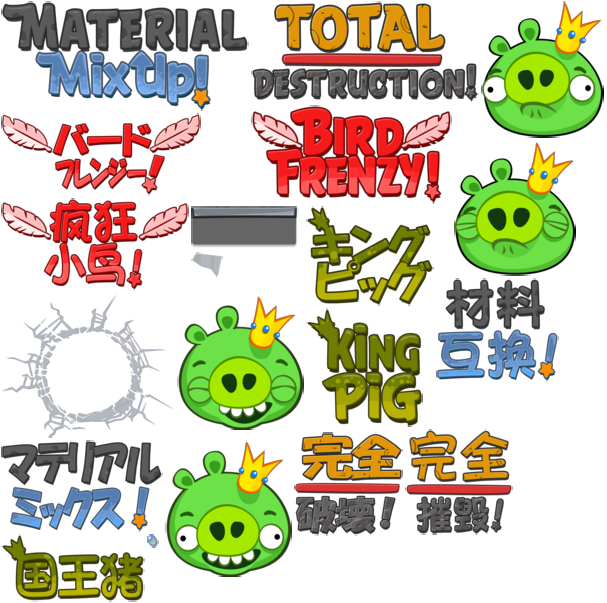 MATERIAL
MIXUP!
TOTAL
DESTRUCTION!
バード
フレンジー!
BIRD
FRENZY!
疯狂
小鸟!
キング
ピッグ
材料
互换!
KING
PIG
マテリアル
ミックス!
完全
破坏!
完全
摧毁!
国王猪